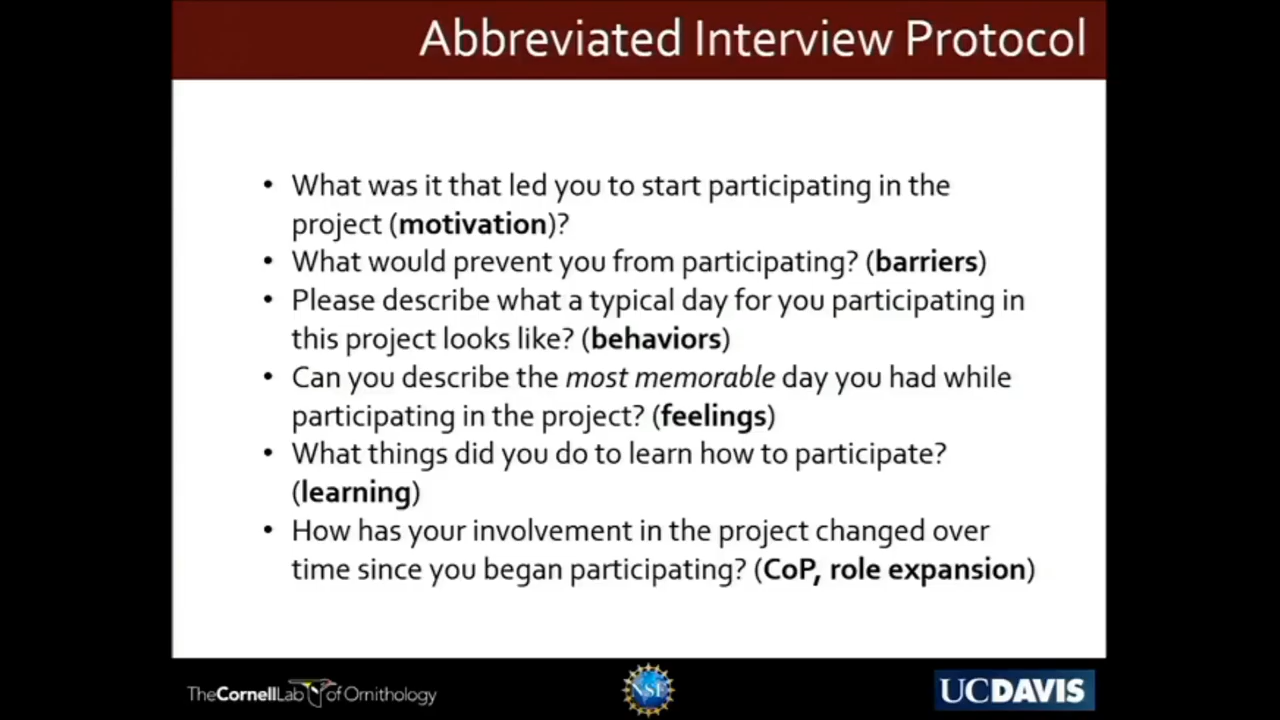 Abbreviated Interview Protocol
• What was it that led you to start participating in the
project (motivation)?
• What would prevent you from participating? (barriers)
• Please describe what a typical day for you participating in
this project looks like? (behaviors)
• Can you describe the most memorable day you had while
participating in the project? (feelings)
• What things did you do to learn how to participate?
(learning)
• How has your involvement in the project changed over
time since you began participating? (CoP, role expansion)
TheCornellLab of Ornithology
NSF
UCDAVIS